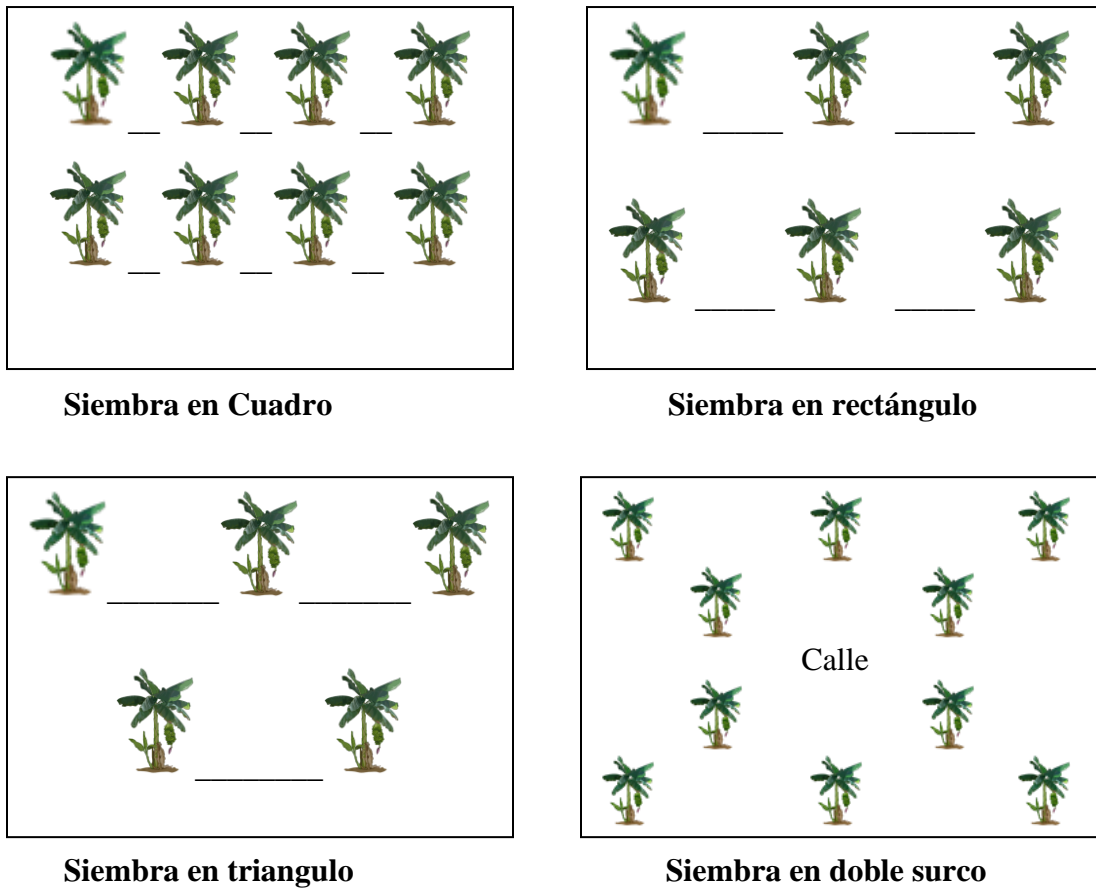 Siembra en Cuadro
Siembra en rectángulo
Calle
Siembra en triangulo
Siembra en doble surco